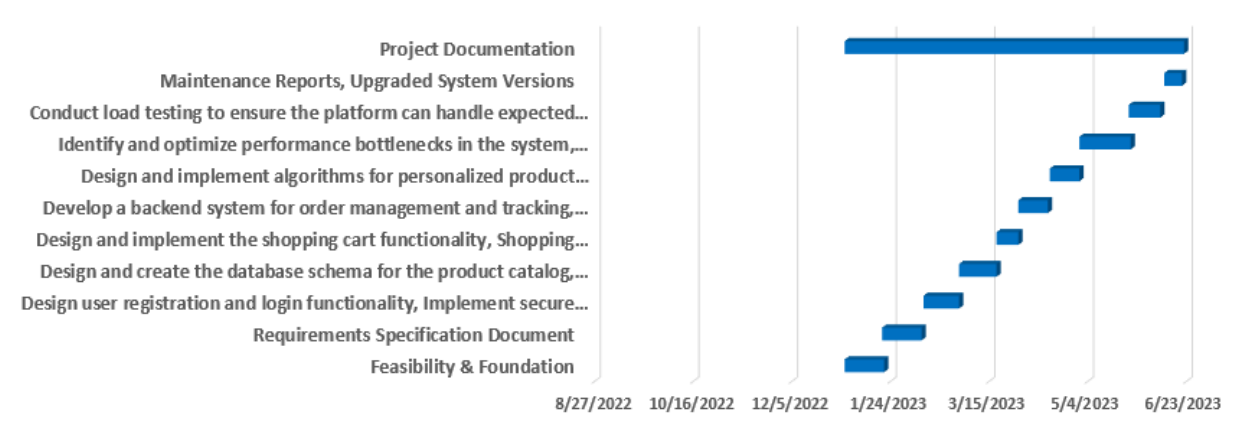 Project Documentation
Maintenance Reports, Upgraded System Versions
Conduct load testing to ensure the platform can handle expected...
Identify and optimize performance bottlenecks in the system,...
Design and implement algorithms for personalized product...
Develop a backend system for order management and tracking,...
Design and implement the shopping cart functionality, Shopping...
Design and create the database schema for the product catalog,...
Design user registration and login functionality, Implement secure...
Requirements Specification Document
Feasibility & Foundation
8/27/2022 10/16/2022 12/5/2022 1/24/2023 3/15/2023 5/4/2023 6/23/2023